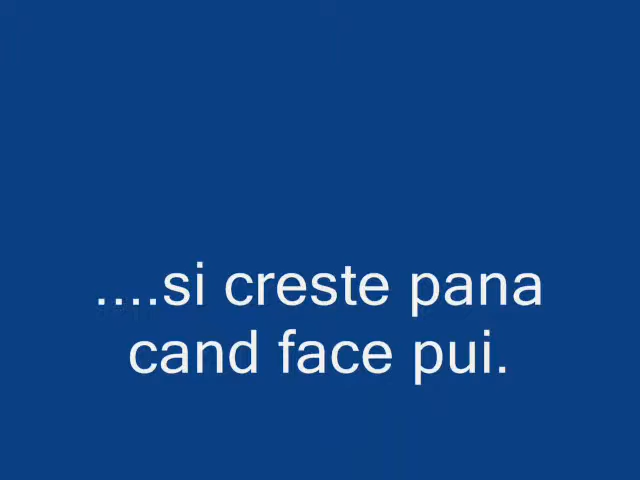 ....si creste pana
cand face pui.